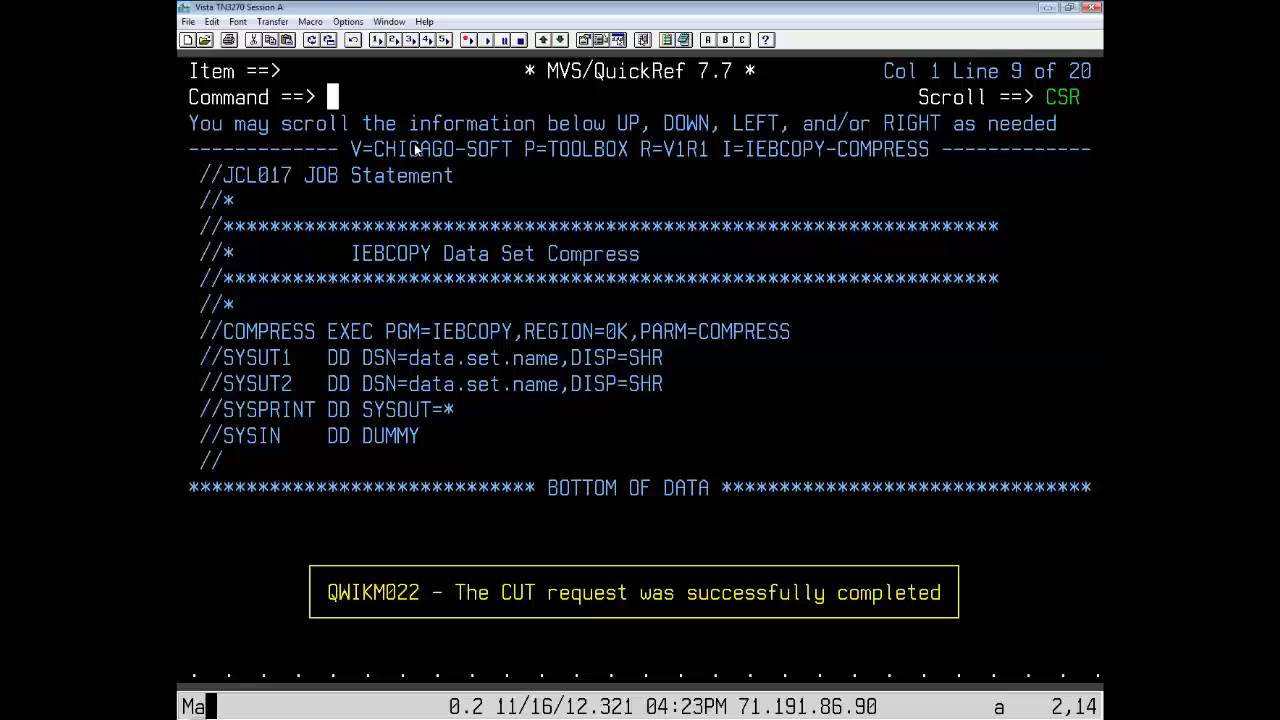 Vista TN3270 Session A
File Edit Font Transfer Macro Options Window Help
1 2 3 4 5 A B C ?
Item ==> * MVS/QuickRef 7.7 * Col 1 Line 9 of 20
Command ==> Scroll ==> CSR
You may scroll the information below UP, DOWN, LEFT, and/or RIGHT as needed
------------- V=CHICAGO-SOFT P=TOOLBOX R=V1R1 I=IEBCOPY-COMPRESS -------------
//JCL017 JOB Statement
//*
//*******************************************************************
//* IEBCOPY Data Set Compress
//*******************************************************************
//*
//COMPRESS EXEC PGM=IEBCOPY,REGION=0K,PARM=COMPRESS
//SYSUT1 DD DSN=data.set.name,DISP=SHR
//SYSUT2 DD DSN=data.set.name,DISP=SHR
//SYSPRINT DD SYSOUT=*
//SYSIN DD DUMMY
//
****************************** BOTTOM OF DATA ********************************
QWIKM022 - The CUT request was successfully completed
. . . . . . . . . . . . . . . . . . . . . . . . . . .
Ma 0.2 11/16/12.321 04:23PM 71.191.86.90 a 2,14